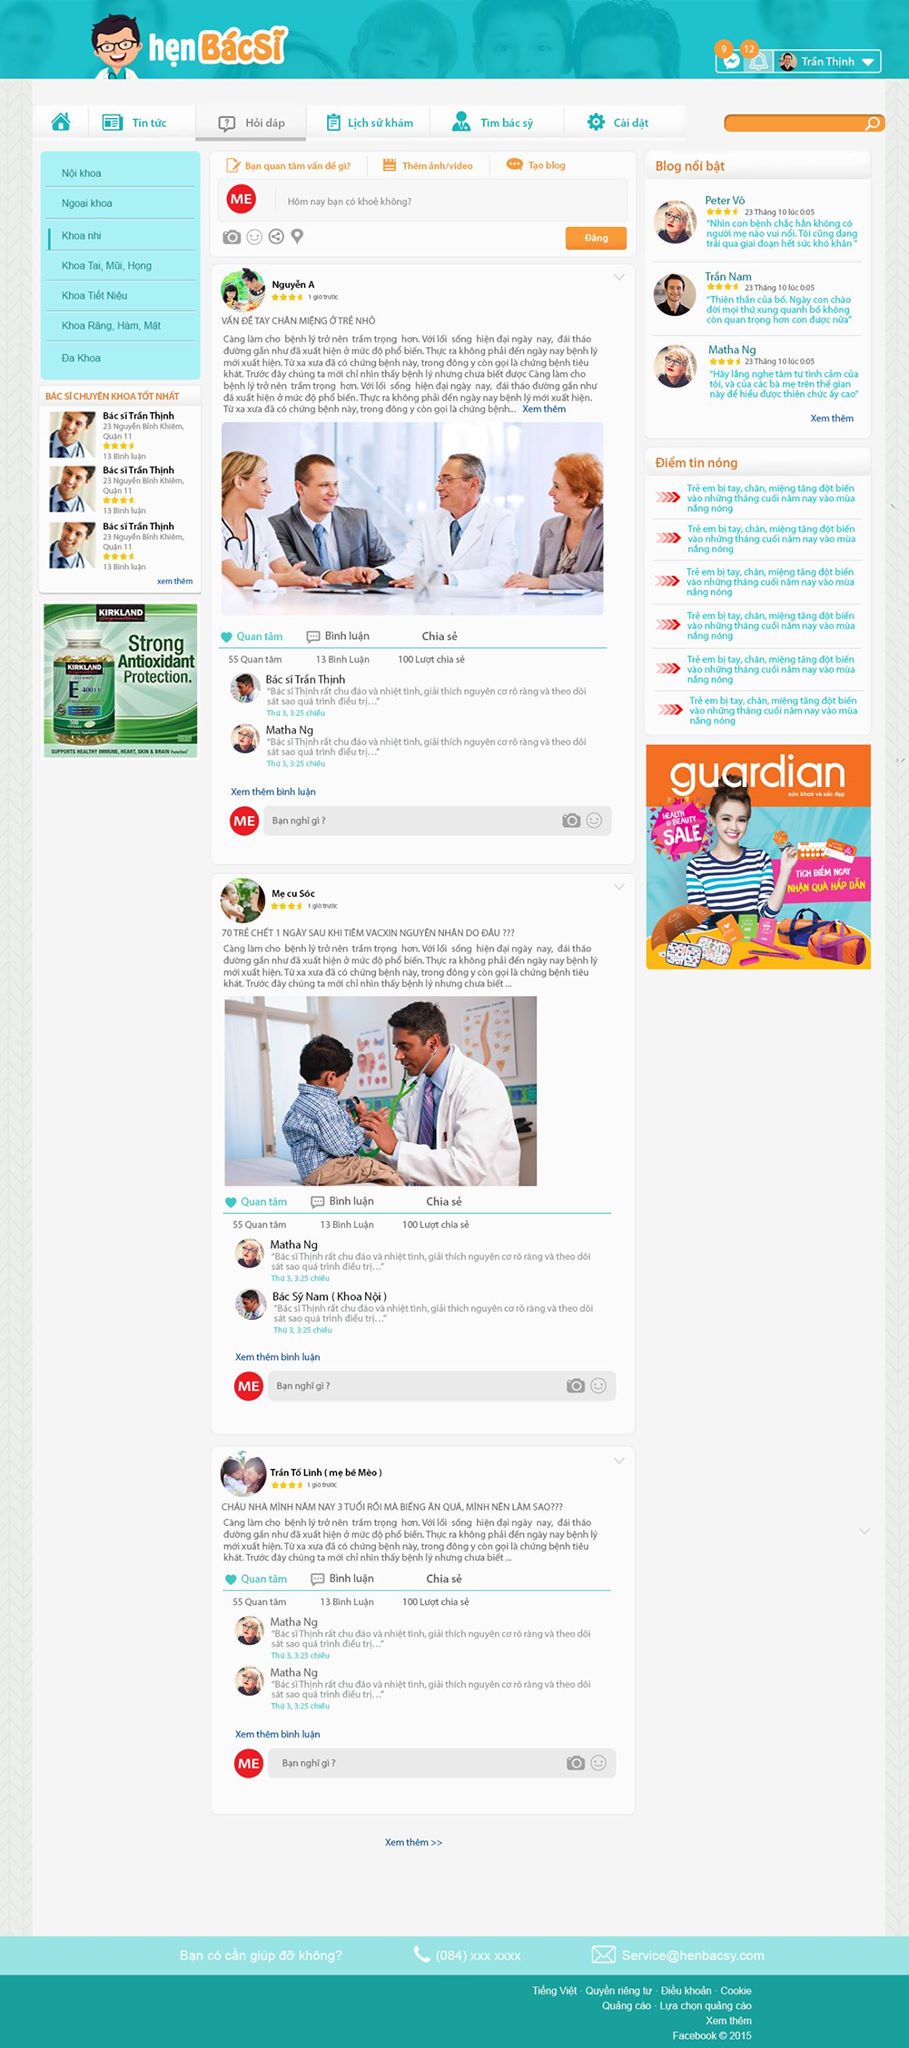 hẹn BácSĩ
9
12
Trần Thịnh
Tin tức
Hỏi dáp
Lịch sử khám
Tìm bác sỹ
Cài dặt
Nội khoa
Ngoại khoa
Khoa nhi
Khoa Tai, Mũi, Họng
Khoa Tiết Niệu
Khoa Răng, Hàm, Mặt
Đa Khoa
BÁC SĨ CHUYÊN KHOA TỐT NHẤT
Bác sĩ Trần Thịnh
23 Nguyễn Bỉnh Khiêm,
Quận 11
13 Bình luận
Bác sĩ Trần Thịnh
23 Nguyễn Bỉnh Khiêm,
Quận 11
13 Bình luận
Bác sĩ Trần Thịnh
23 Nguyễn Bỉnh Khiêm,
Quận 11
13 Bình luận
xem thêm
KIRKLAND
Signature
Strong
Antioxidant
Protection.
KIRKLAND
E 400 I.U.
SUPPORTS HEALTHY IMMUNE, HEART, SKIN & BRAIN Function
Bạn quan tâm vấn để gì?
Thêm ảnh/video
Tạo blog
ME
Hôm nay bạn có khoẻ không?
Đăng
Nguyễn A
1 giờ trước
VẤN ĐỀ TAY CHÂN MIỆNG Ở TRẺ NHỎ
Càng làm cho bệnh lý trở nên trầm trọng hơn. Với lối sống hiện đại ngày nay, đái tháo
đường gần như đã xuất hiện ở mức độ phổ biến. Thực ra không phải đến ngày nay bệnh lý
mới xuất hiện. Từ xa xưa đã có chứng bệnh này, trong đông y còn gọi là chứng bệnh tiêu
khát. Trước đây chúng ta mới chỉ nhìn thấy bệnh lý nhưng chưa biết được Càng làm cho
bệnh lý trở nên trầm trọng hơn. Với lối sống hiện đại ngày nay, đái tháo đường gần như
đã xuất hiện ở mức độ phổ biến. Thực ra không phải đến ngày nay bệnh lý mới xuất hiện.
Từ xa xưa đã có chứng bệnh này, trong đông y còn gọi là chứng bệnh... Xem thêm
Quan tâm
Bình luận
Chia sẻ
55 Quan tâm
13 Bình Luận
100 Lượt chia sẻ
Bác sĩ Trần Thịnh
“Bác sĩ Thịnh rất chu đáo và nhiệt tình, giải thích nguyên cơ rõ ràng và theo dõi
sát sao quá trình điều trị…”
Thứ 3, 3:25 chiều
Matha Ng
“Bác sĩ Thịnh rất chu đáo và nhiệt tình, giải thích nguyên cơ rõ ràng và theo dõi
sát sao quá trình điều trị…”
Thứ 3, 3:25 chiều
Xem thêm bình luận
ME
Bạn nghĩ gì ?
Mẹ cu Sóc
1 giờ trước
70 TRẺ CHẾT 1 NGÀY SAU KHI TIÊM VACXIN NGUYÊN NHÂN DO ĐÂU ???
Càng làm cho bệnh lý trở nên trầm trọng hơn. Với lối sống hiện đại ngày nay, đái tháo
đường gần như đã xuất hiện ở mức độ phổ biến. Thực ra không phải đến ngày nay bệnh lý
mới xuất hiện. Từ xa xưa đã có chứng bệnh này, trong đông y còn gọi là chứng bệnh tiêu
khát. Trước đây chúng ta mới chỉ nhìn thấy bệnh lý nhưng chưa biết ...
Quan tâm
Bình luận
Chia sẻ
55 Quan tâm
13 Bình Luận
100 Lượt chia sẻ
Matha Ng
“Bác sĩ Thịnh rất chu đáo và nhiệt tình, giải thích nguyên cơ rõ ràng và theo dõi
sát sao quá trình điều trị…”
Thứ 3, 3:25 chiều
Bác Sỹ Nam ( Khoa Nội )
“Bác sĩ Thịnh rất chu đáo và nhiệt tình, giải thích nguyên cơ rõ ràng và theo dõi
sát sao quá trình điều trị…”
Thứ 3, 3:25 chiều
Xem thêm bình luận
ME
Bạn nghĩ gì ?
Trần Tố Linh ( mẹ bé Mèo )
1 giờ trước
CHÁU NHÀ MÌNH NĂM NAY 3 TUỔI RỒI MÀ BIẾNG ĂN QUÁ, MÌNH NÊN LÀM SAO???
Càng làm cho bệnh lý trở nên trầm trọng hơn. Với lối sống hiện đại ngày nay, đái tháo
đường gần như đã xuất hiện ở mức độ phổ biến. Thực ra không phải đến ngày nay bệnh lý
mới xuất hiện. Từ xa xưa đã có chứng bệnh này, trong đông y còn gọi là chứng bệnh tiêu
khát. Trước đây chúng ta mới chỉ nhìn thấy bệnh lý nhưng chưa biết ...
Quan tâm
Bình luận
Chia sẻ
55 Quan tâm
13 Bình Luận
100 Lượt chia sẻ
Matha Ng
“Bác sĩ Thịnh rất chu đáo và nhiệt tình, giải thích nguyên cơ rõ ràng và theo dõi
sát sao quá trình điều trị…”
Thứ 3, 3:25 chiều
Matha Ng
“Bác sĩ Thịnh rất chu đáo và nhiệt tình, giải thích nguyên cơ rõ ràng và theo dõi
sát sao quá trình điều trị…”
Thứ 3, 3:25 chiều
Xem thêm bình luận
ME
Bạn nghĩ gì ?
Xem thêm >>
Blog nổi bật
Peter Võ
23 Tháng 10 lúc 0:05
“Nhìn con bệnh chắc hẳn không có
người mẹ nào vui nổi. Tôi cũng đang
trải qua giai đoạn hết sức khó khăn ”
Trần Nam
23 Tháng 10 lúc 0:05
“Thiên thần của bố. Ngày con chào
đời mọi thứ xung quanh bố không
còn quan trọng hơn con được nữa”
Matha Ng
23 Tháng 10 lúc 0:05
“Hãy lắng nghe tâm tư tình cảm của
tôi, và của các bà mẹ trên thế gian
này để hiểu được thiên chức ấy cao”
Xem thêm
Điểm tin nóng
Trẻ em bị tay, chân, miệng tăng đột biến
vào những tháng cuối năm nay vào mùa
nắng nóng
Trẻ em bị tay, chân, miệng tăng đột biến
vào những tháng cuối năm nay vào mùa
nắng nóng
Trẻ em bị tay, chân, miệng tăng đột biến
vào những tháng cuối năm nay vào mùa
nắng nóng
Trẻ em bị tay, chân, miệng tăng đột biến
vào những tháng cuối năm nay vào mùa
nắng nóng
Trẻ em bị tay, chân, miệng tăng đột biến
vào những tháng cuối năm nay vào mùa
nắng nóng
Trẻ em bị tay, chân, miệng tăng đột biến
vào những tháng cuối năm nay vào mùa
nắng nóng
guardian
sức khoẻ và sắc đẹp
HEALTH
& BEAUTY
SALE
TÍCH ĐIỂM NGAY
NHẬN QUÀ HẤP DẪN
Bạn có cần giúp đỡ không?
(084) xxx xxxx
Service@henbacsy.com
Tiếng Việt · Quyền riêng tư · Điều khoản · Cookie
Quảng cáo · Lựa chọn quảng cáo
Xem thêm
Facebook © 2015